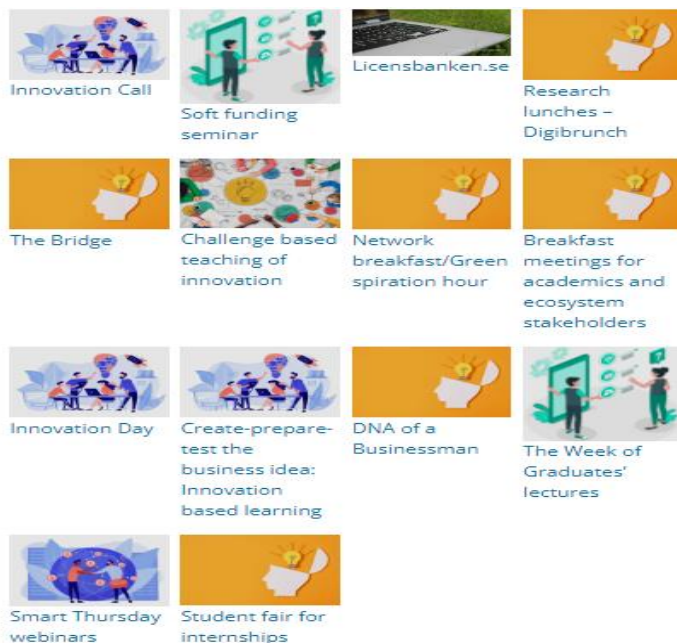 Innovation Call
Soft funding
seminar
Licensbanken.se
Research
lunches –
Digibrunch
The Bridge
Challenge based
teaching of
innovation
Network
breakfast/Green
spiration hour
Breakfast
meetings for
academics and
ecosystem
stakeholders
Innovation Day
Create-prepare-
test the
business idea:
Innovation
based learning
DNA of a
Businessman
The Week of
Graduates'
lectures
Smart Thursday
webinars
Student fair for
internships